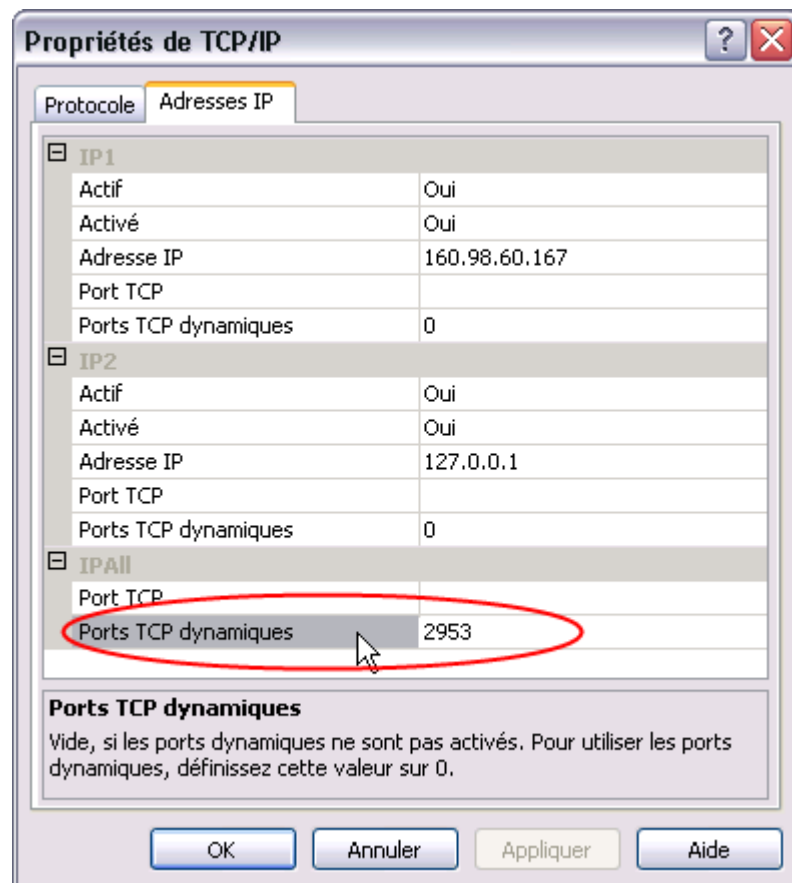 Propriétés de TCP/IP
Protocole Adresses IP
IP1
Actif Oui
Activé Oui
Adresse IP 160.98.60.167
Port TCP
Ports TCP dynamiques 0
IP2
Actif Oui
Activé Oui
Adresse IP 127.0.0.1
Port TCP
Ports TCP dynamiques 0
IPAll
Port TCP
Ports TCP dynamiques 2953
Ports TCP dynamiques
Vide, si les ports dynamiques ne sont pas activés. Pour utiliser les ports
dynamiques, définissez cette valeur sur 0.
OK Annuler Appliquer Aide